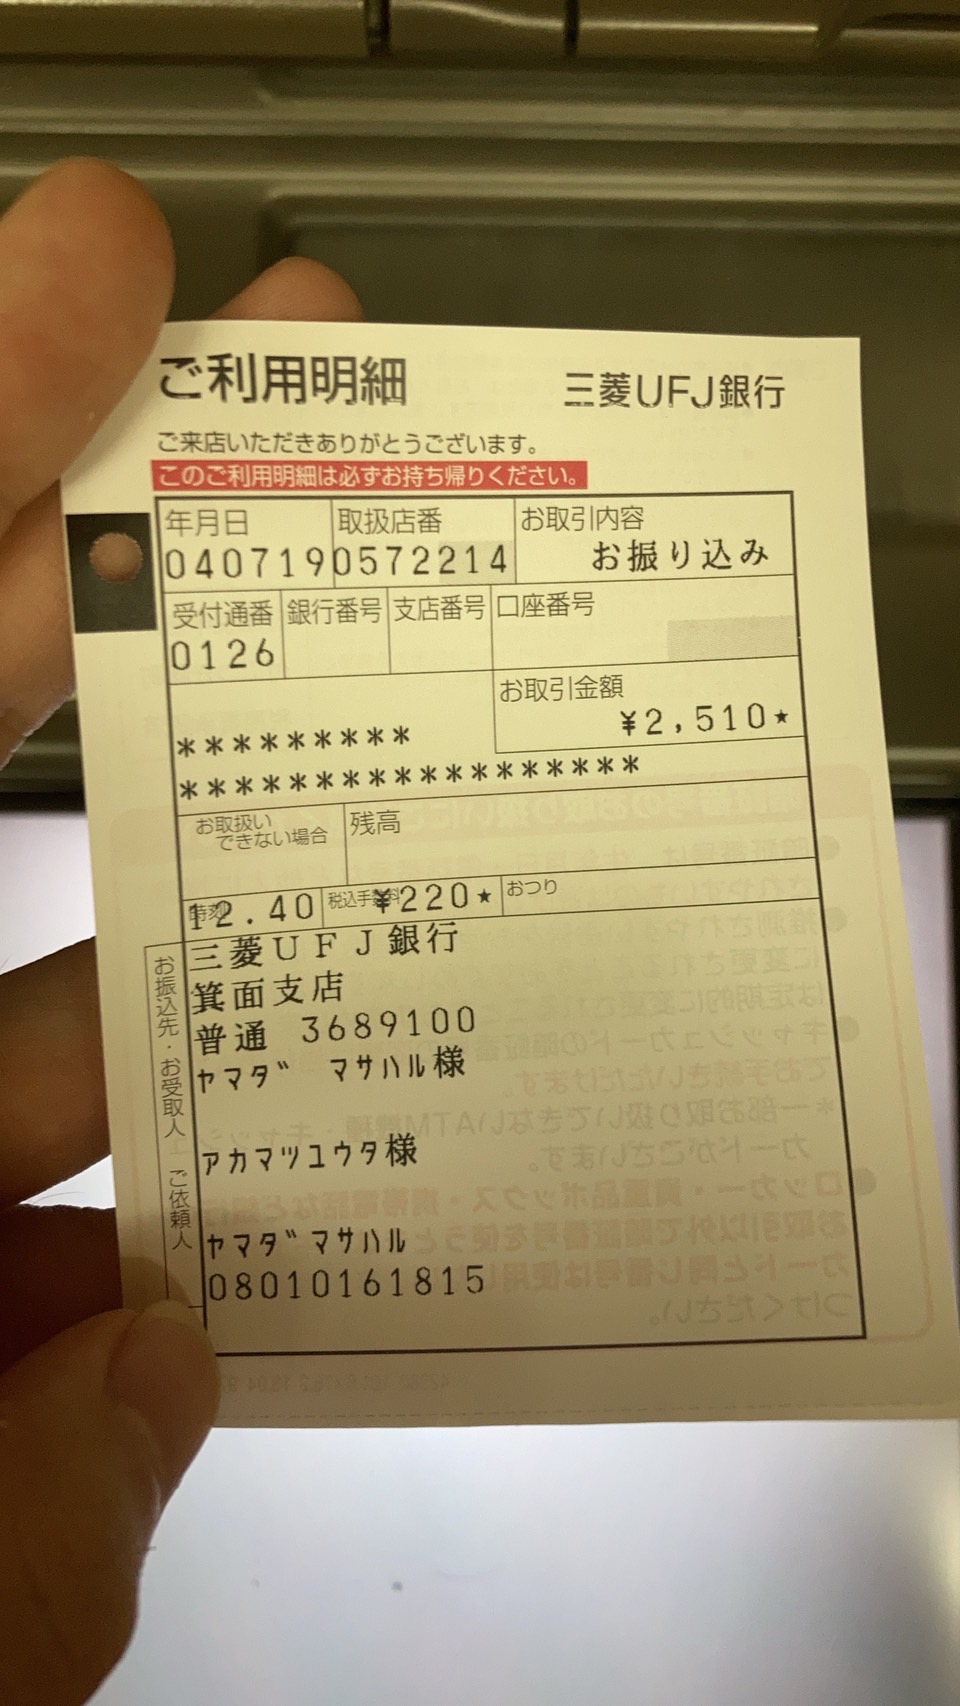 ご利用明細 三菱UFJ銀行
ご来店いただきありがとうございます。
このご利用明細は必ずお持ち帰りください。
年月日 取扱店番 お取引内容
040719 0572214 お振り込み
受付通番 銀行番号 支店番号 口座番号
0126
お取引金額
¥2,510★
*********
*****************
お取扱い
できない場合 残高
時刻 税込手数料 おつり
12.40 ¥220★
お振込先・お受取人 ご依頼人
三菱UFJ銀行
箕面支店
普通 3689100
ヤマダ マサハル様
アカマツユウタ様
ヤマダマサハル
08010161815